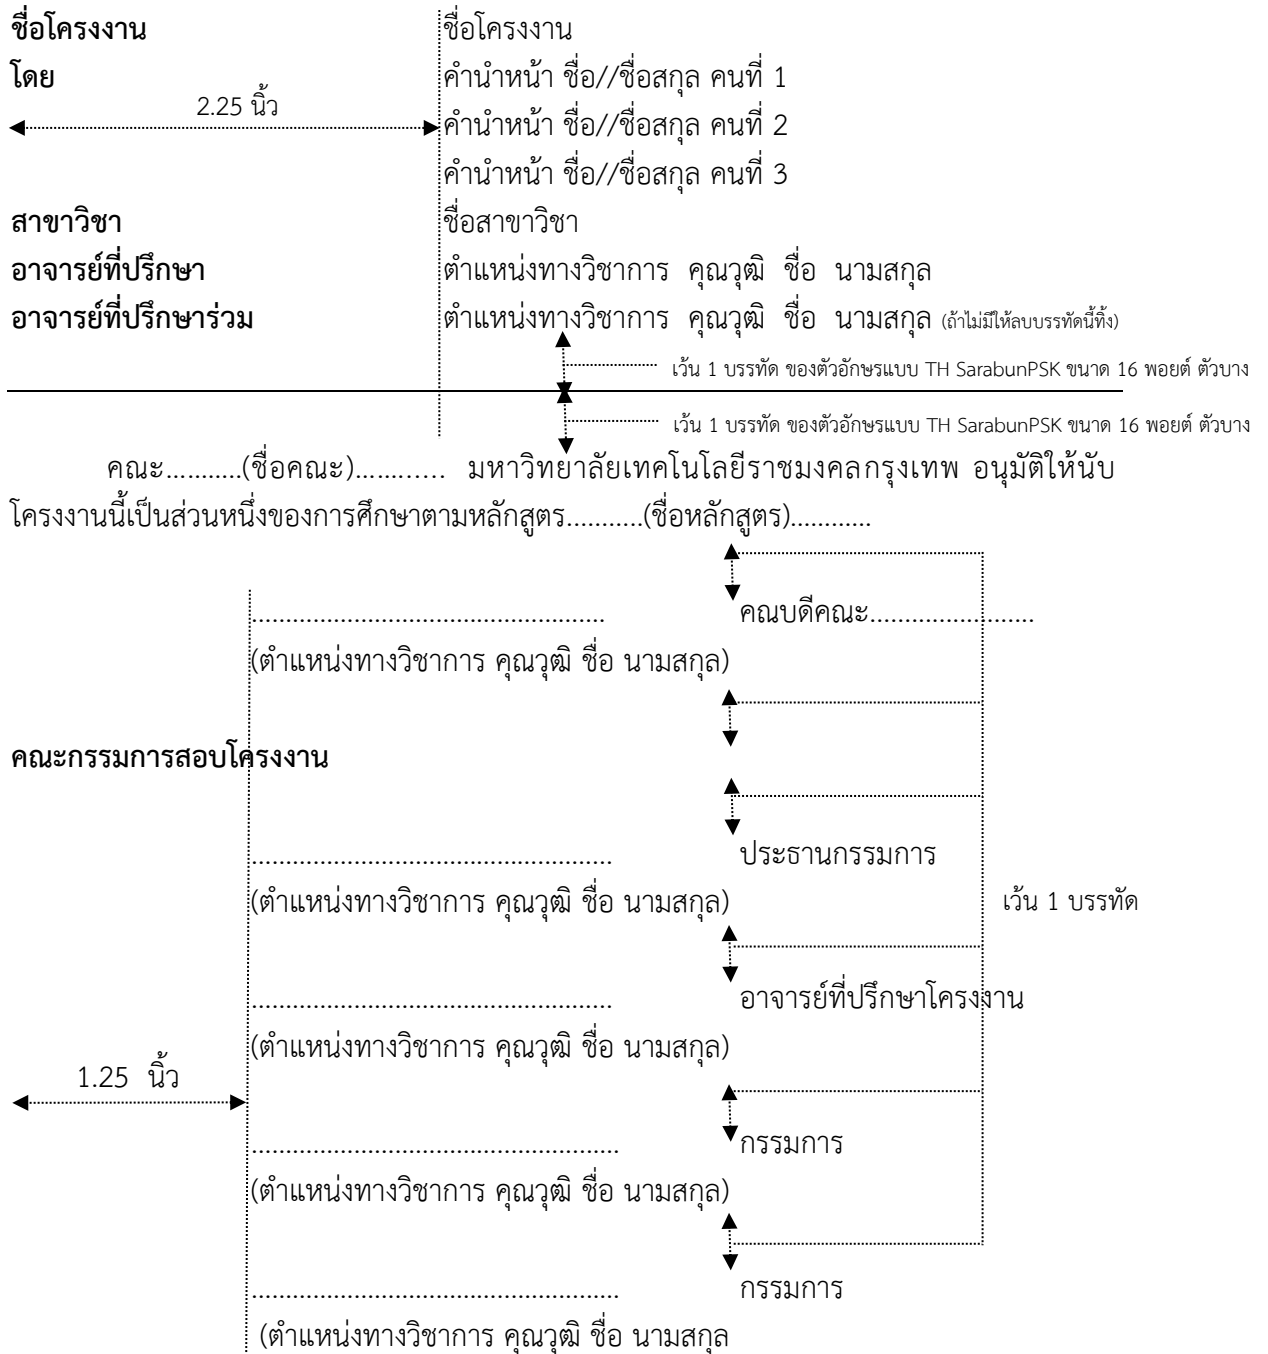 ชื่อโครงงาน ชื่อโครงงาน
โดย คำนำหน้า ชื่อ//ชื่อสกุล คนที่ 1
2.25 นิ้ว
คำนำหน้า ชื่อ//ชื่อสกุล คนที่ 2
คำนำหน้า ชื่อ//ชื่อสกุล คนที่ 3
สาขาวิชา ชื่อสาขาวิชา
อาจารย์ที่ปรึกษา ตำแหน่งทางวิชาการ คุณวุฒิ ชื่อ นามสกุล
อาจารย์ที่ปรึกษาร่วม ตำแหน่งทางวิชาการ คุณวุฒิ ชื่อ นามสกุล (ถ้าไม่มีให้ลบบรรทัดนี้ทิ้ง)
เว้น 1 บรรทัด ของตัวอักษรแบบ TH SarabunPSK ขนาด 16 พอยต์ ตัวบาง
เว้น 1 บรรทัด ของตัวอักษรแบบ TH SarabunPSK ขนาด 16 พอยต์ ตัวบาง
คณะ...........(ชื่อคณะ)............. มหาวิทยาลัยเทคโนโลยีราชมงคลกรุงเทพ อนุมัติให้นับ
โครงงานนี้เป็นส่วนหนึ่งของการศึกษาตามหลักสูตร...........(ชื่อหลักสูตร)............
.................................................... คณบดีคณะ........................
(ตำแหน่งทางวิชาการ คุณวุฒิ ชื่อ นามสกุล)
คณะกรรมการสอบโครงงาน
..................................................... ประธานกรรมการ
(ตำแหน่งทางวิชาการ คุณวุฒิ ชื่อ นามสกุล) เว้น 1 บรรทัด
..................................................... อาจารย์ที่ปรึกษาโครงงาน
(ตำแหน่งทางวิชาการ คุณวุฒิ ชื่อ นามสกุล)
1.25 นิ้ว
...................................................... กรรมการ
(ตำแหน่งทางวิชาการ คุณวุฒิ ชื่อ นามสกุล)
...................................................... กรรมการ
(ตำแหน่งทางวิชาการ คุณวุฒิ ชื่อ นามสกุล